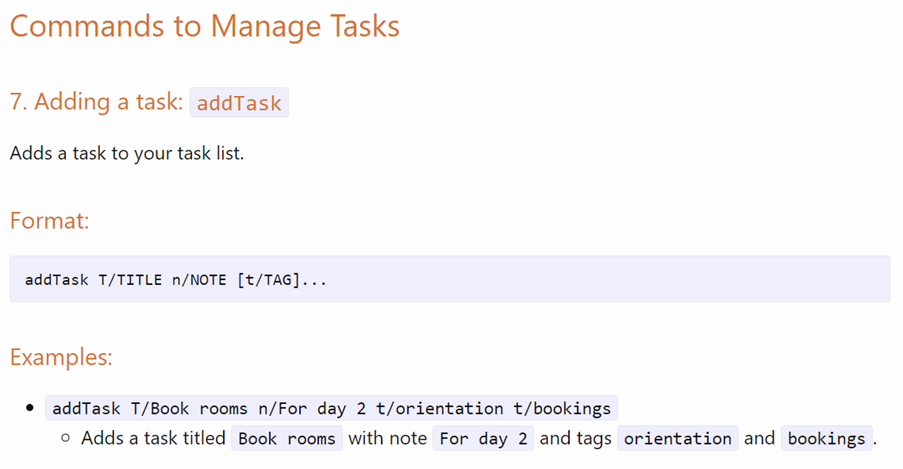 Commands to Manage Tasks
7. Adding a task: addTask
Adds a task to your task list.
Format:
addTask T/TITLE n/NOTE [t/TAG]...
Examples:
addTask T/Book rooms n/For day 2 t/orientation t/bookings
Adds a task titled Book rooms with note For day 2 and tags orientation and bookings.